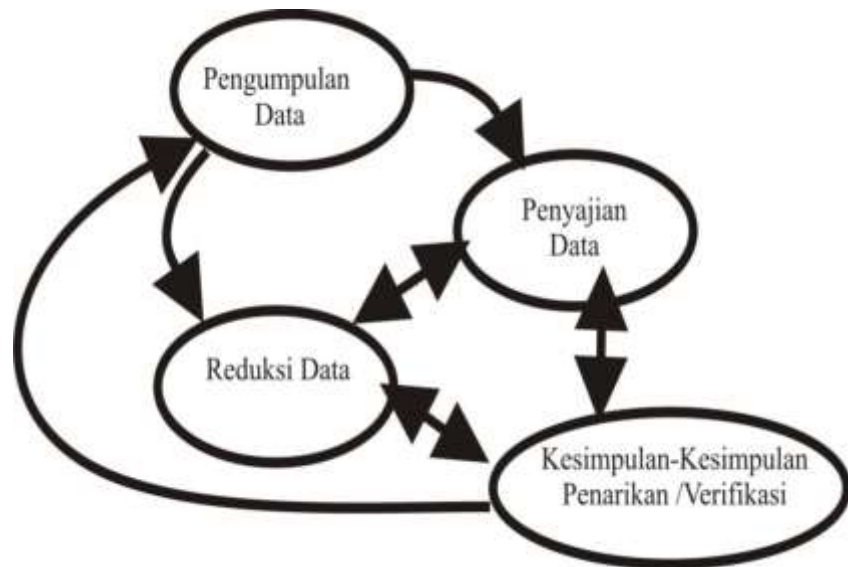 Pengumpulan
Data
Penyajian
Data
Reduksi Data
Kesimpulan-Kesimpulan
Penarikan /Verifikasi